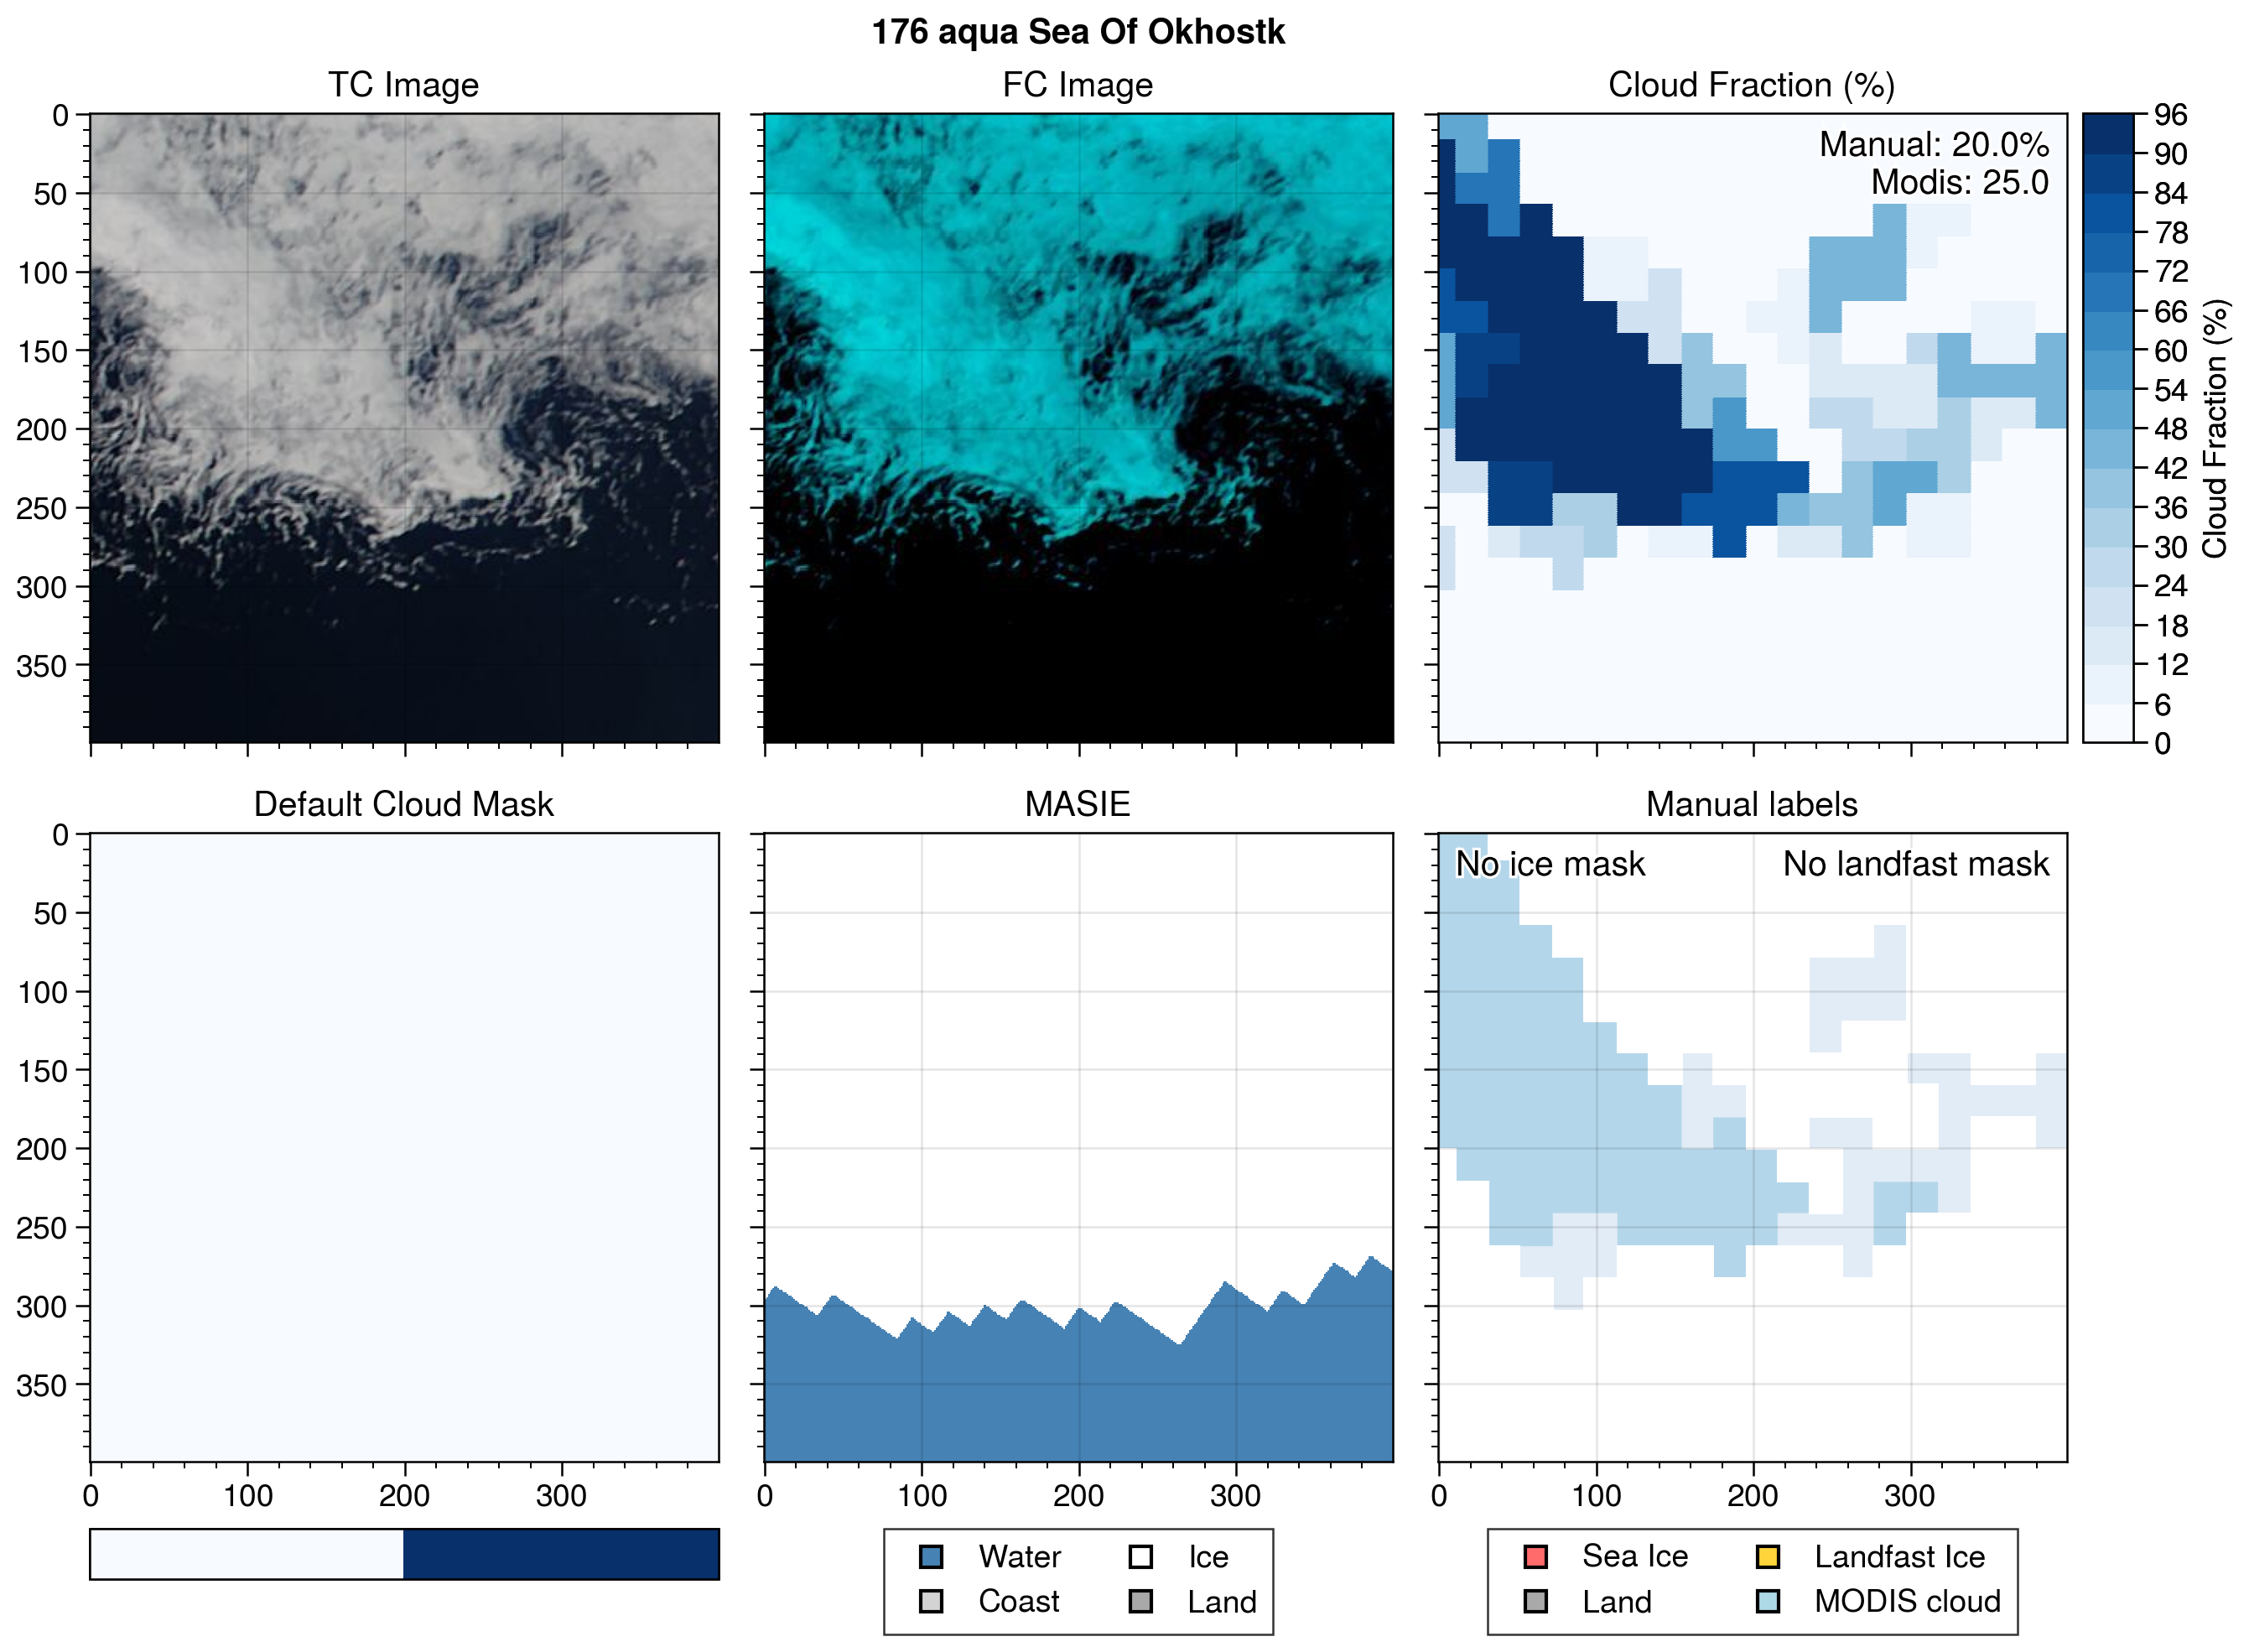 176 aqua Sea Of Okhostk
TC Image
FC Image
Cloud Fraction (%)
0
50
100
150
200
250
300
350
Manual: 20.0%
Modis: 25.0
96
90
84
78
72
66
60
54
48
42
36
30
24
18
12
6
0
Cloud Fraction (%)
Default Cloud Mask
MASIE
Manual labels
0
50
100
150
200
250
300
350
No ice mask
No landfast mask
0 100 200 300
0 100 200 300
0 100 200 300
Water
Ice
Coast
Land
Sea Ice
Landfast Ice
Land
MODIS cloud